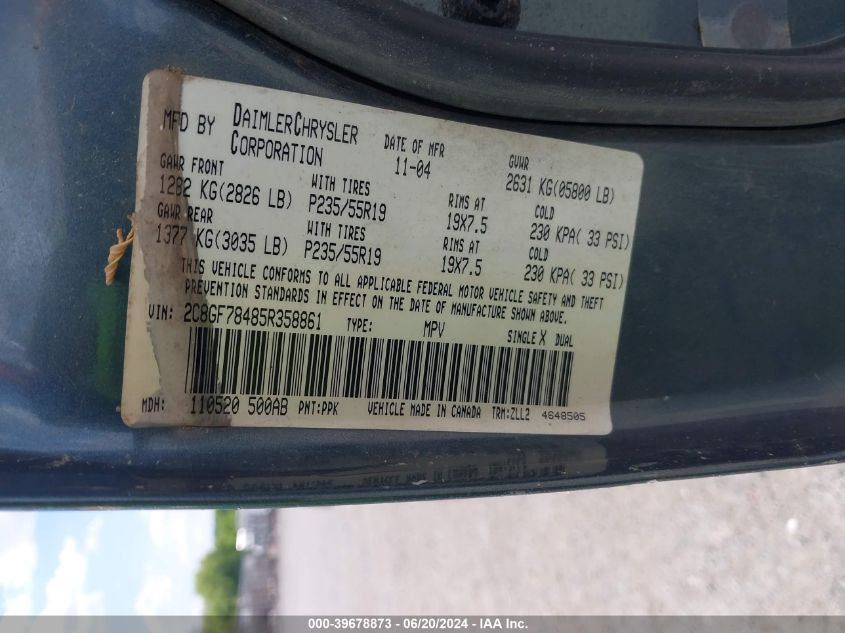 MFD BY DAIMLERCHRYSLER CORPORATION DATE OF MFR 11-04 GVWR 2631 KG(05800 LB)
GAWR FRONT WITH TIRES RIMS AT COLD
1282 KG(2826 LB) P235/55R19 19X7.5 230 KPA( 33 PSI)
GAWR REAR WITH TIRES RIMS AT COLD
1377 KG(3035 LB) P235/55R19 19X7.5 230 KPA( 33 PSI)
THIS VEHICLE CONFORMS TO ALL APPLICABLE FEDERAL MOTOR VEHICLE SAFETY AND THEFT
PREVENTION STANDARDS IN EFFECT ON THE DATE OF MANUFACTURE SHOWN ABOVE.
VIN: 2C8GF78485R358861 TYPE: MPV SINGLE X DUAL
MDH: 110520 500AB PNT:PPK VEHICLE MADE IN CANADA TRM:ZLL2 4648505
000-39678873 / 06/20/2024 - IAA Inc.